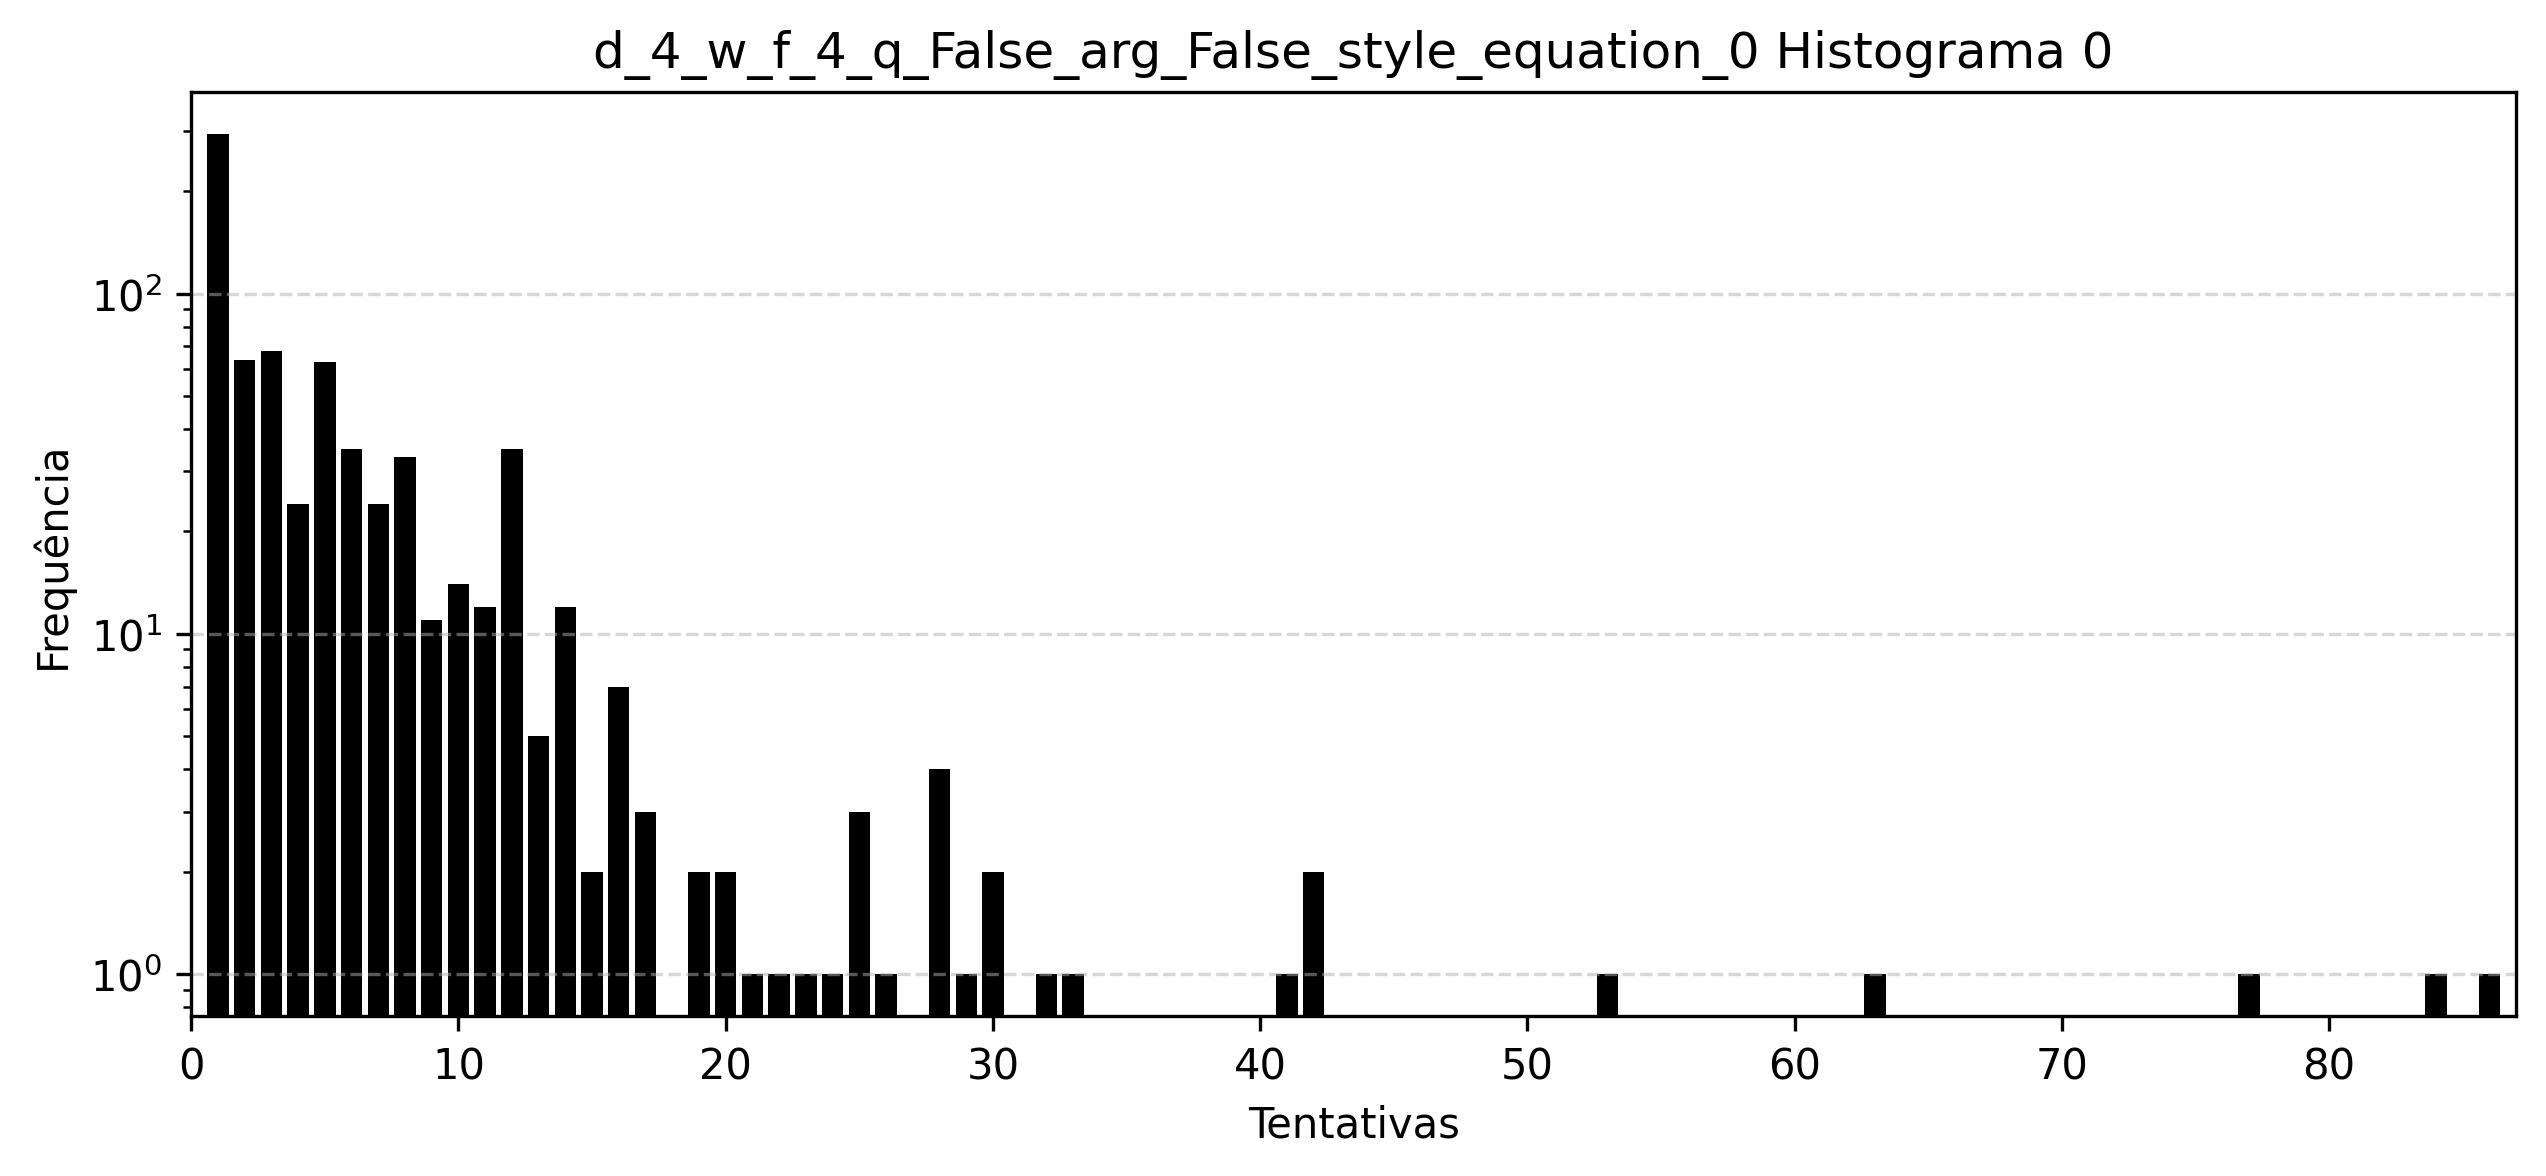 d_4_w_f_4_q_False_arg_False_style_equation_0 Histograma 0
Frequência
10²
10¹
10⁰
0 10 20 30 40 50 60 70 80
Tentativas